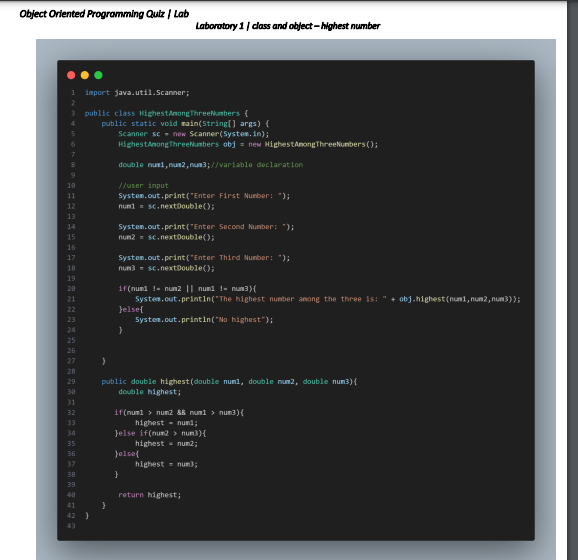 Object Oriented Programming Quiz | Lab
Laboratory 1 | class and object – highest number
1 import java.util.Scanner;
2
3 public class HighestAmongThreeNumbers {
4 public static void main(String[] args) {
5 Scanner sc = new Scanner(System.in);
6 HighestAmongThreeNumbers obj = new HighestAmongThreeNumbers();
7
8 double num1,num2,num3;//variable declaration
9
10 //user input
11 System.out.print("Enter First Number: ");
12 num1 = sc.nextDouble();
13
14 System.out.print("Enter Second Number: ");
15 num2 = sc.nextDouble();
16
17 System.out.print("Enter Third Number: ");
18 num3 = sc.nextDouble();
19
20 if(num1 != num2 || num1 != num3){
21 System.out.println("The highest number among the three is: " + obj.highest(num1,num2,num3));
22 }else{
23 System.out.println("No highest");
24 }
25
26
27 }
28
29 public double highest(double num1, double num2, double num3){
30 double highest;
31
32 if(num1 > num2 && num1 > num3){
33 highest = num1;
34 }else if(num2 > num3){
35 highest = num2;
36 }else{
37 highest = num3;
38 }
39
40 return highest;
41 }
42 }
43